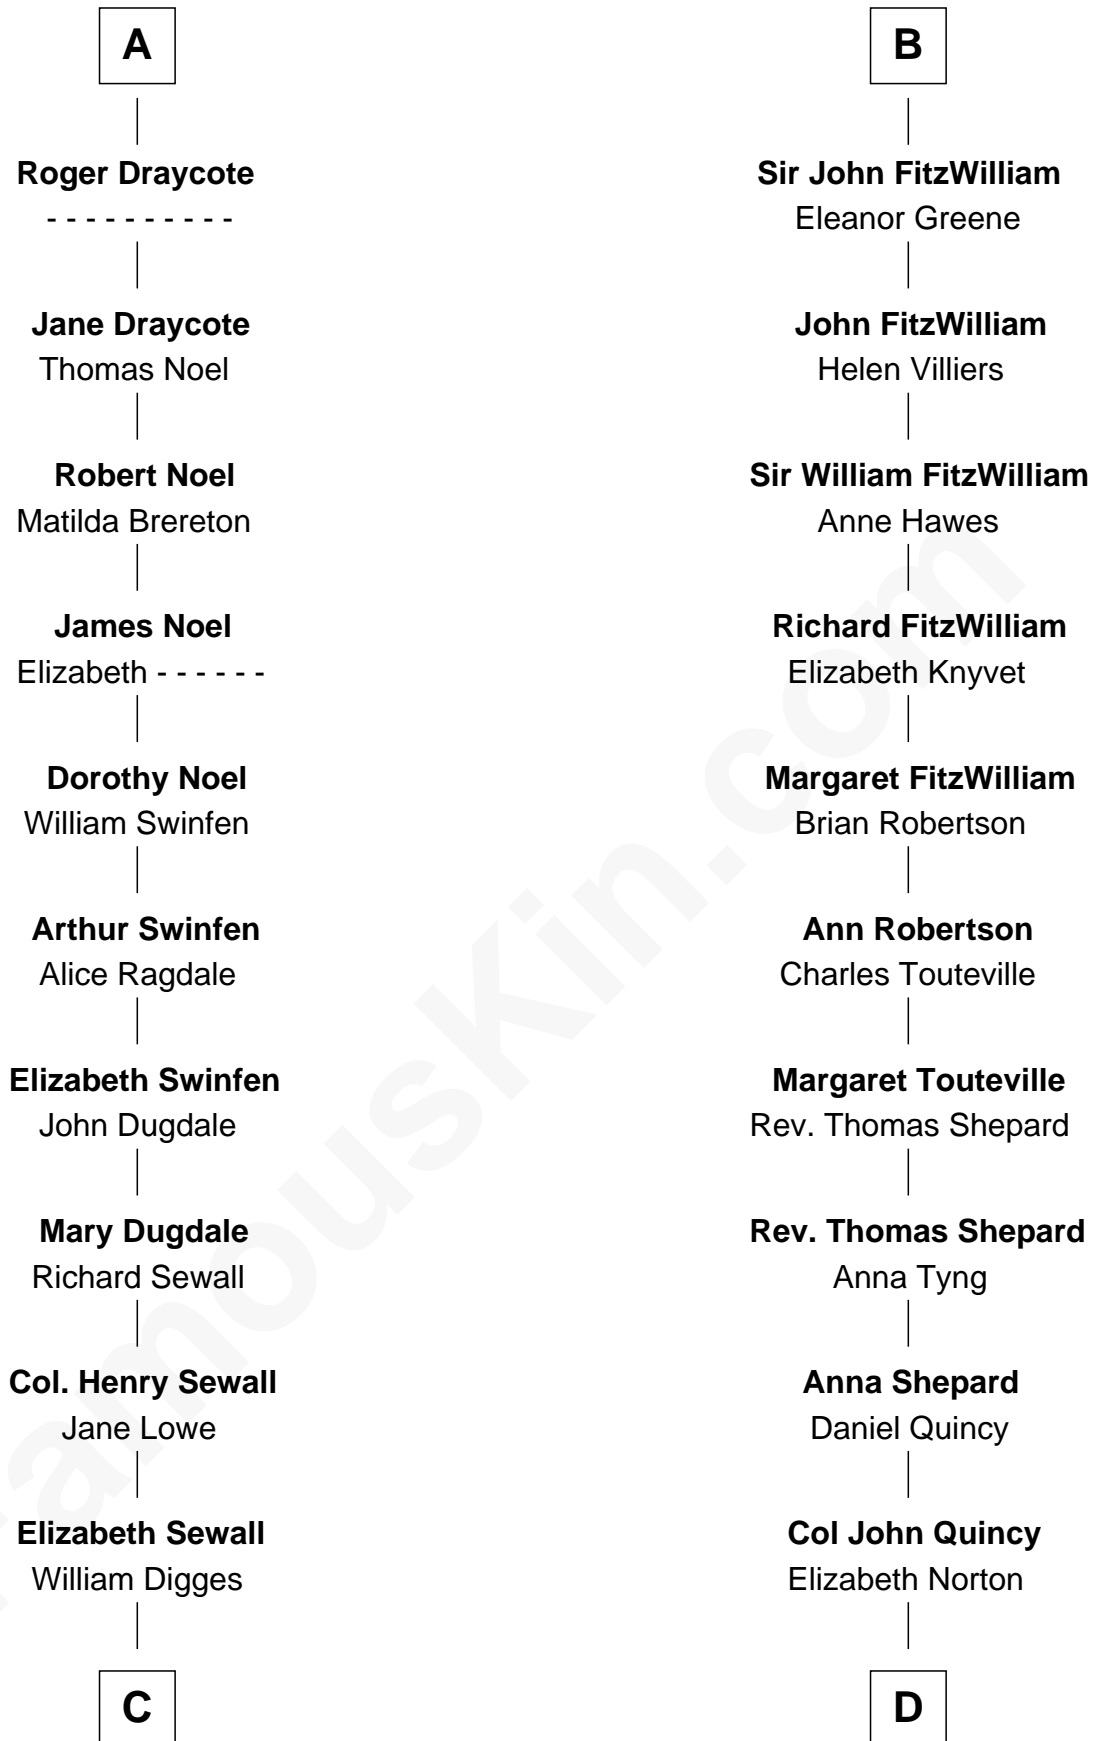 A
Roger Draycote
- - - - - - - - - -
Jane Draycote
Thomas Noel
Robert Noel
Matilda Brereton
James Noel
Elizabeth - - - - - -
Dorothy Noel
William Swinfen
Arthur Swinfen
Alice Ragdale
Elizabeth Swinfen
John Dugdale
Mary Dugdale
Richard Sewall
Col. Henry Sewall
Jane Lowe
Elizabeth Sewall
William Digges
C
B
Sir John FitzWilliam
Eleanor Greene
John FitzWilliam
Helen Villiers
Sir William FitzWilliam
Anne Hawes
Richard FitzWilliam
Elizabeth Knyvet
Margaret FitzWilliam
Brian Robertson
Ann Robertson
Charles Touteville
Margaret Touteville
Rev. Thomas Shepard
Rev. Thomas Shepard
Anna Tyng
Anna Shepard
Daniel Quincy
Col John Quincy
Elizabeth Norton
D
FamousKin.com